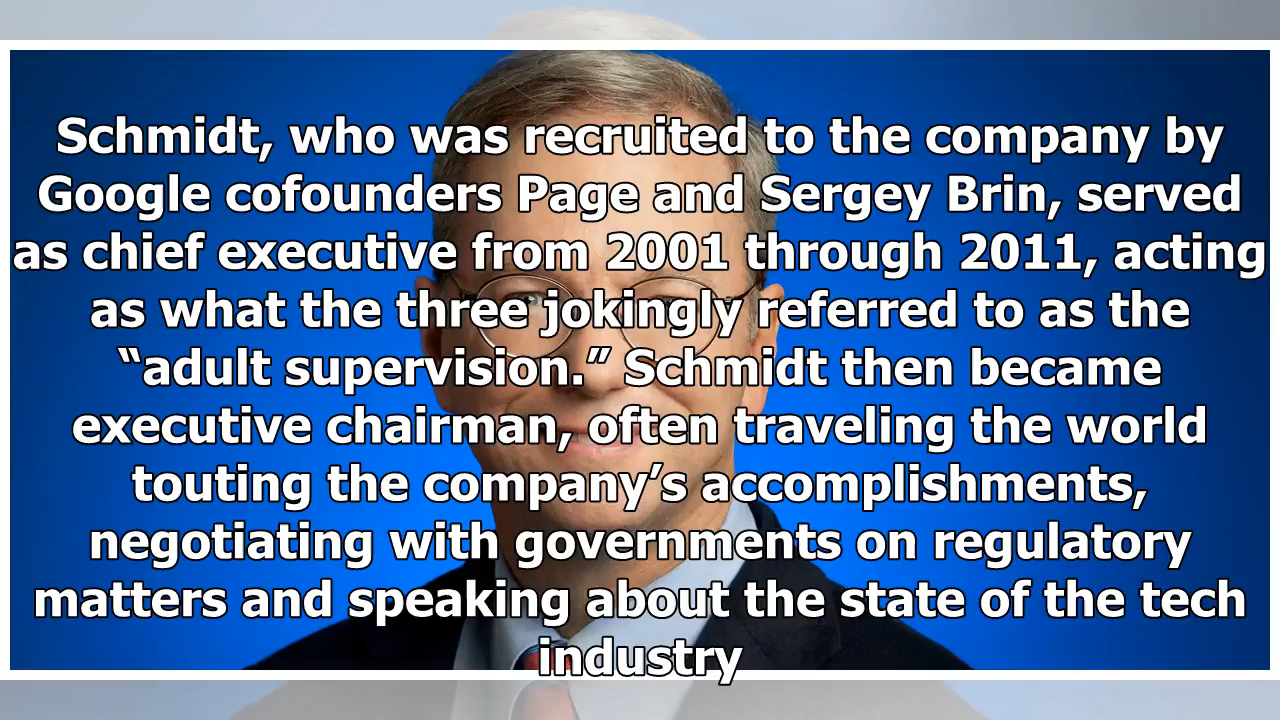 Schmidt, who was recruited to the company by
Google cofounders Page and Sergey Brin, served
as chief executive from 2001 through 2011, acting
as what the three jokingly referred to as the
“adult supervision.” Schmidt then became
executive chairman, often traveling the world
touting the company’s accomplishments,
negotiating with governments on regulatory
matters and speaking about the state of the tech
industry